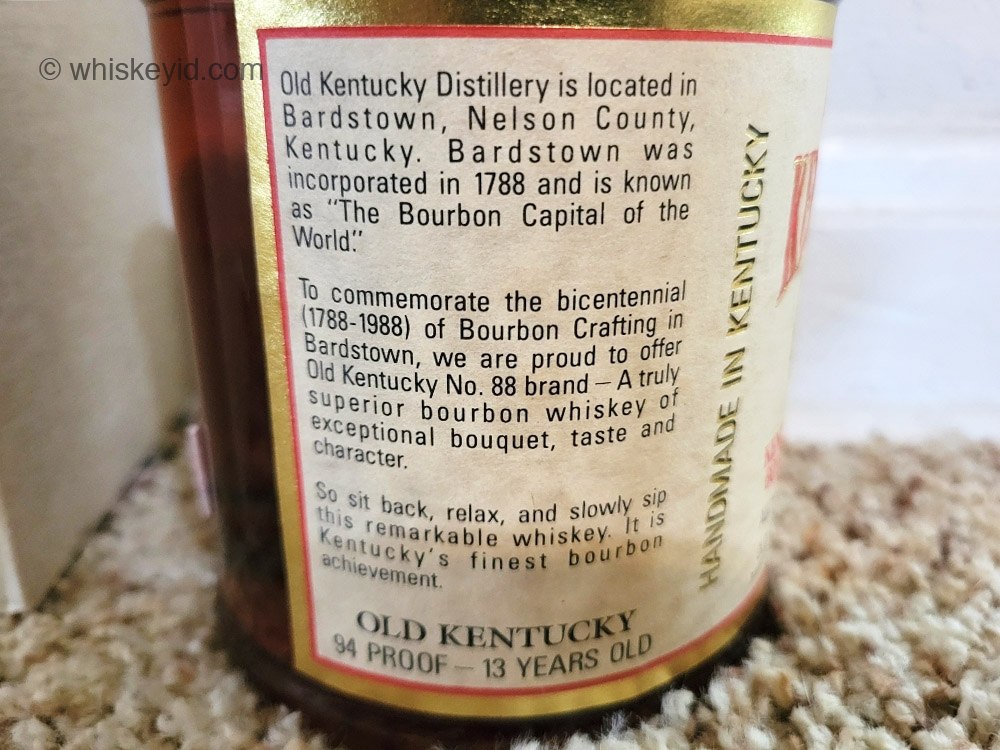 © whiskeyid.com
Old Kentucky Distillery is located in
Bardstown, Nelson County,
Kentucky. Bardstown was
incorporated in 1788 and is known
as "The Bourbon Capital of the
World."
To commemorate the bicentennial
(1788-1988) of Bourbon Crafting in
Bardstown, we are proud to offer
Old Kentucky No. 88 brand – A truly
superior bourbon whiskey of
exceptional bouquet, taste and
character.
So sit back, relax, and slowly sip
this remarkable whiskey. It is
Kentucky's finest bourbon
achievement.
OLD KENTUCKY
94 PROOF – 13 YEARS OLD
HANDMADE IN KENTUCKY